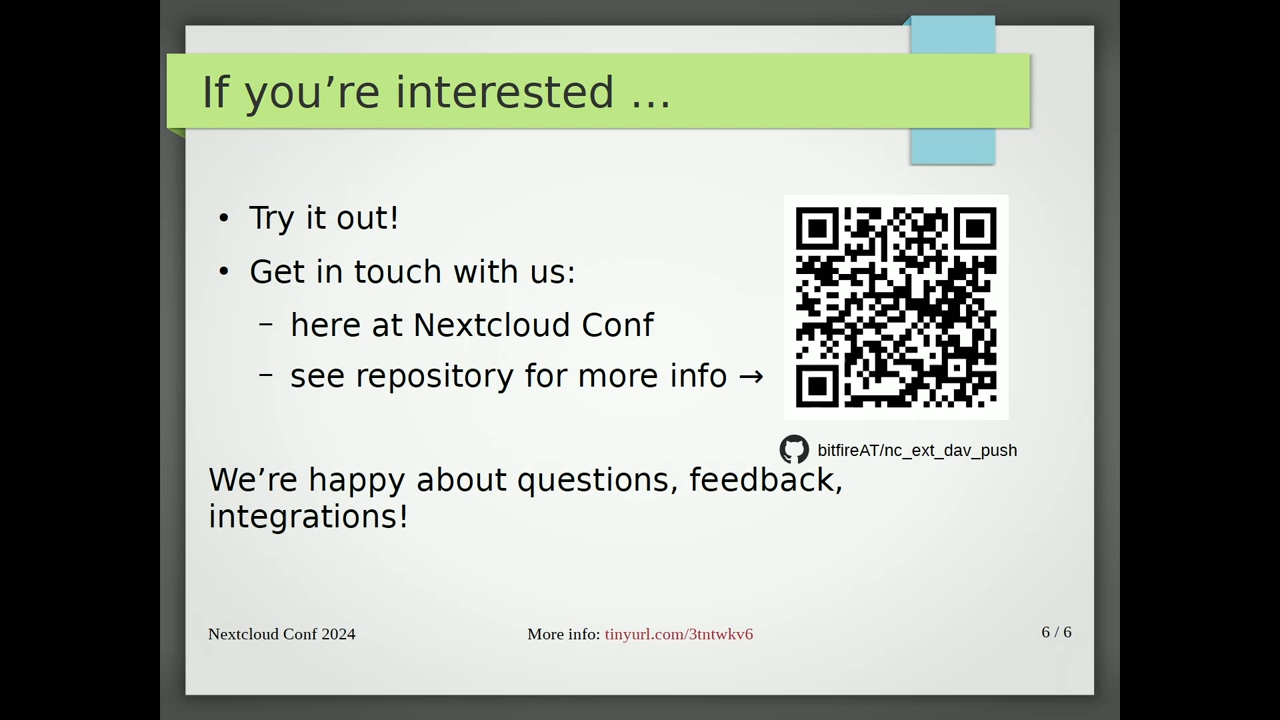 If you’re interested ...
• Try it out!
• Get in touch with us:
– here at Nextcloud Conf
– see repository for more info →
bitfireAT/nc_ext_dav_push
We’re happy about questions, feedback,
integrations!
Nextcloud Conf 2024
More info: tinyurl.com/3tntwkv6
6 / 6